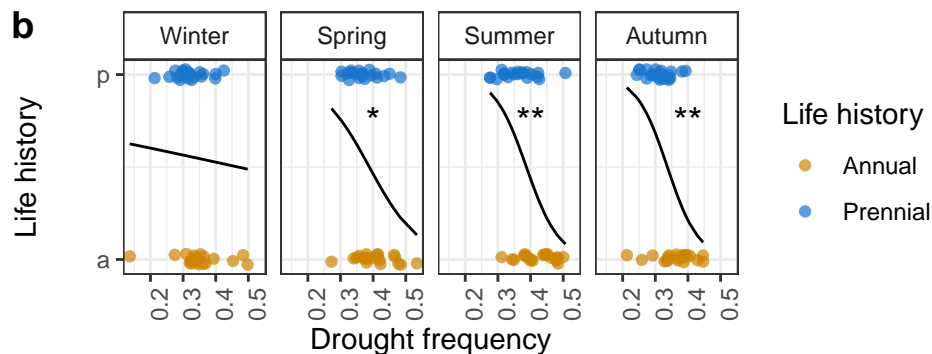 b
Winter
Spring
Summer
Autumn
Life history
p
a
*
**
**
0.2
0.3
0.4
0.5
0.2
0.3
0.4
0.5
0.2
0.3
0.4
0.5
0.2
0.3
0.4
0.5
Drought frequency
Life history
Annual
Prennial